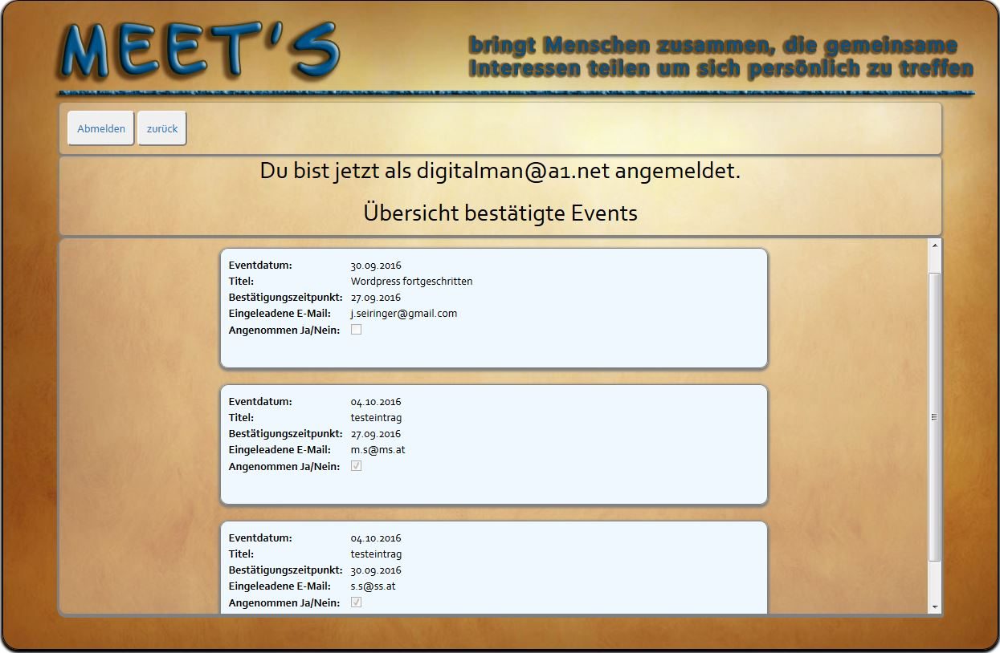 MEET'S
bringt Menschen zusammen, die gemeinsame
Interessen teilen um sich persönlich zu treffen
Abmelden zurück
Du bist jetzt als digitalman@a1.net angemeldet.
Übersicht bestätigte Events
Eventdatum: 30.09.2016
Titel: Wordpress fortgeschritten
Bestätigungszeitpunkt: 27.09.2016
Eingeleadene E-Mail: j.seiringer@gmail.com
Angenommen Ja/Nein:
Eventdatum: 04.10.2016
Titel: testeintrag
Bestätigungszeitpunkt: 27.09.2016
Eingeleadene E-Mail: m.s@ms.at
Angenommen Ja/Nein:
Eventdatum: 04.10.2016
Titel: testeintrag
Bestätigungszeitpunkt: 30.09.2016
Eingeleadene E-Mail: s.s@ss.at
Angenommen Ja/Nein: